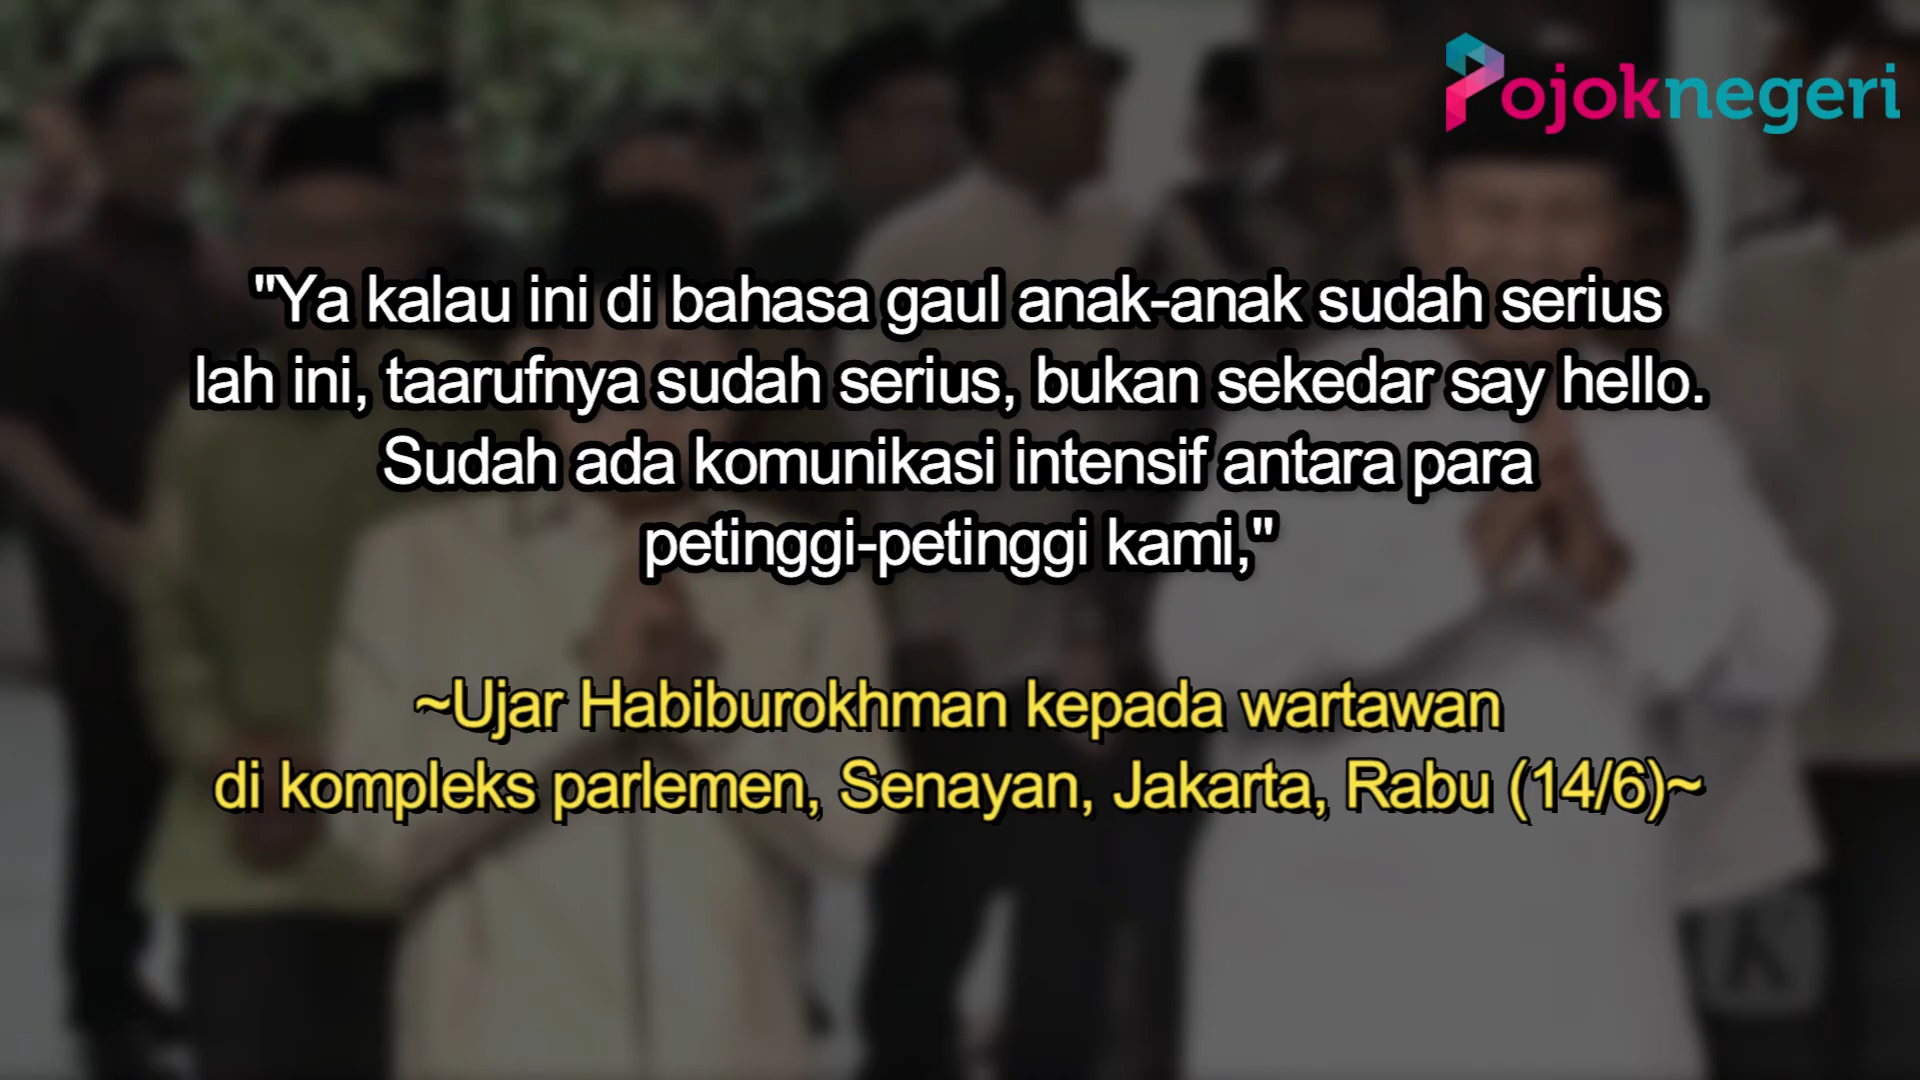 Pojoknegeri
"Ya kalau ini di bahasa gaul anak-anak sudah serius
lah ini, taarufnya sudah serius, bukan sekedar say hello.
Sudah ada komunikasi intensif antara para
petinggi-petinggi kami,"
~Ujar Habiburokhman kepada wartawan
di kompleks parlemen, Senayan, Jakarta, Rabu (14/6)~